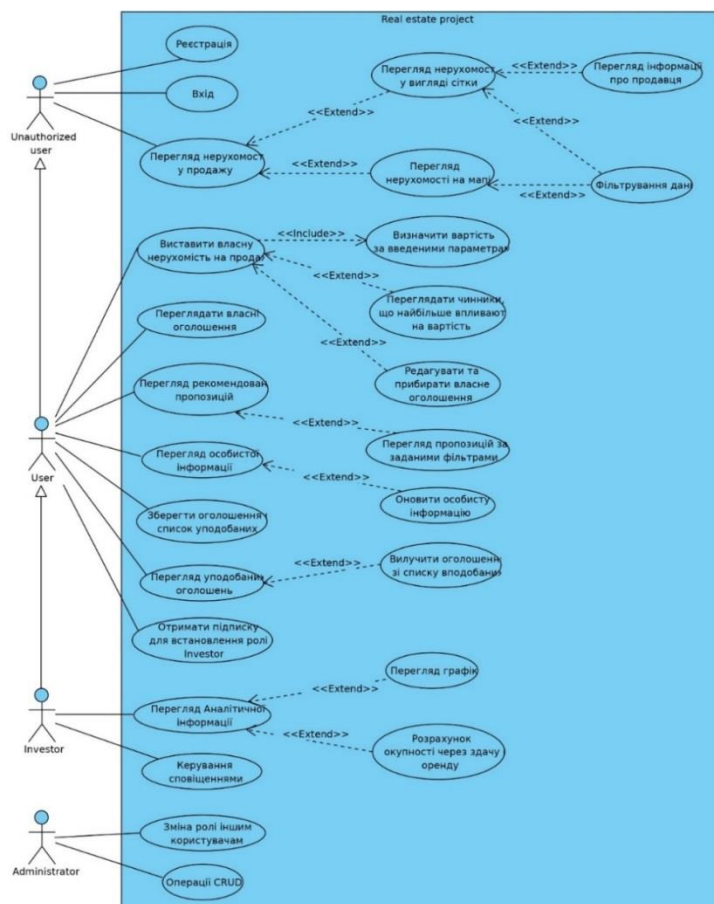 Real estate project
Реєстрація
Вхід
Unauthorized
user
Перегляд нерухомост
у продажу
Перегляд нерухомост
у вигляді сітки
<<Extend>>
Перегляд інформації
про продавця
<<Extend>>
<<Extend>>
Перегляд
нерухомості на мапі
<<Extend>>
<<Extend>>
Фільтрування дані
Виставити власну
нерухомість на прода
<<Include>>
Визначити вартість
за введеними параметра
<<Extend>>
Переглядати чинники,
що найбільше впливають
на вартість
<<Extend>>
Редагувати та
прибирати власне
оголошення
Переглядати власні
оголошення
Перегляд рекомендован
пропозицій
<<Extend>>
Перегляд пропозицій за
заданими фільтрами
User
Перегляд особистої
інформації
<<Extend>>
Оновити особисту
інформацію
Зберегти оголошення
список уподобаних
Перегляд уподобани
оголошень
<<Extend>>
Вилучити оголошенн
зі списку вподобани
Отримати підписку
для встановлення ролі
Investor
Investor
Перегляд Аналітичної
інформації
<<Extend>>
Перегляд графік
<<Extend>>
Розрахунок
окупності через здачу
оренду
Керування
сповіщеннями
Administrator
Зміна ролі іншим
користувачам
Операції CRUD